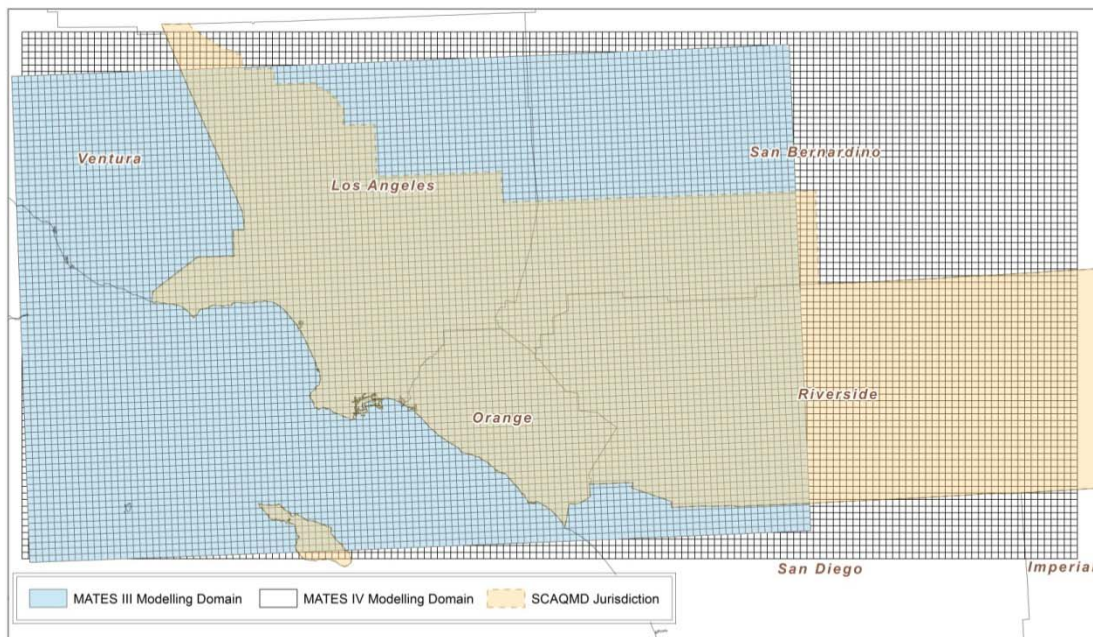 Ventura
San Bernardino
Los Angeles
Riverside
Orange
San Diego
Imperial
MATES III Modelling Domain
MATES IV Modelling Domain
SCAQMD Jurisdiction